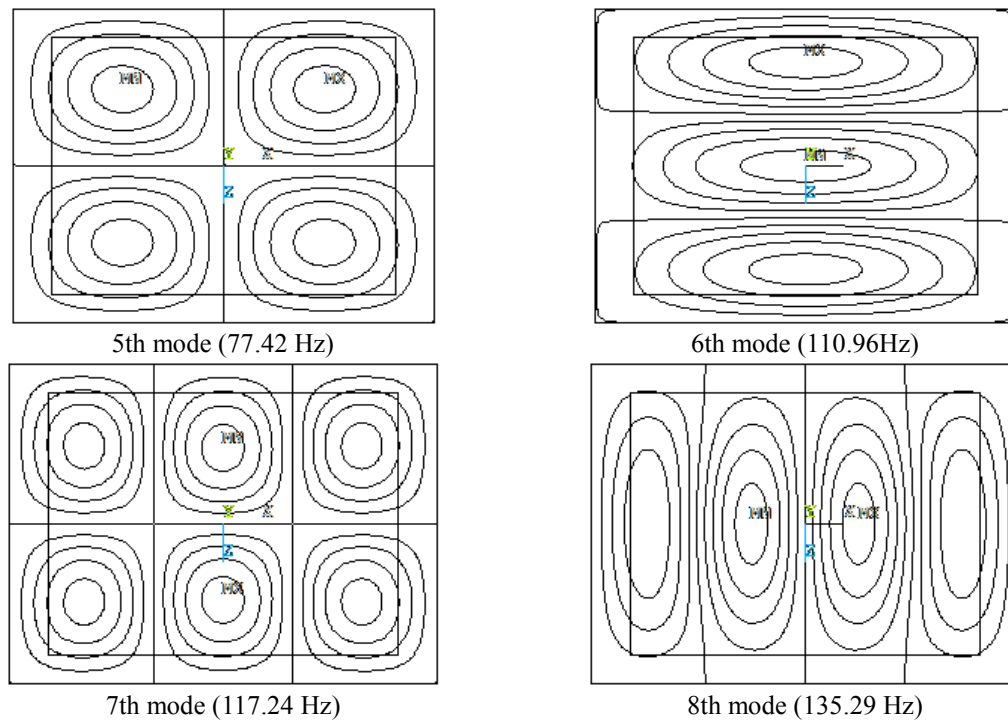 MN MX MX
Y X Y MN X
Z Z
5th mode (77.42 Hz) 6th mode (110.96Hz)
MN
Y X Y MN X MX
Z Z
MX
7th mode (117.24 Hz) 8th mode (135.29 Hz)